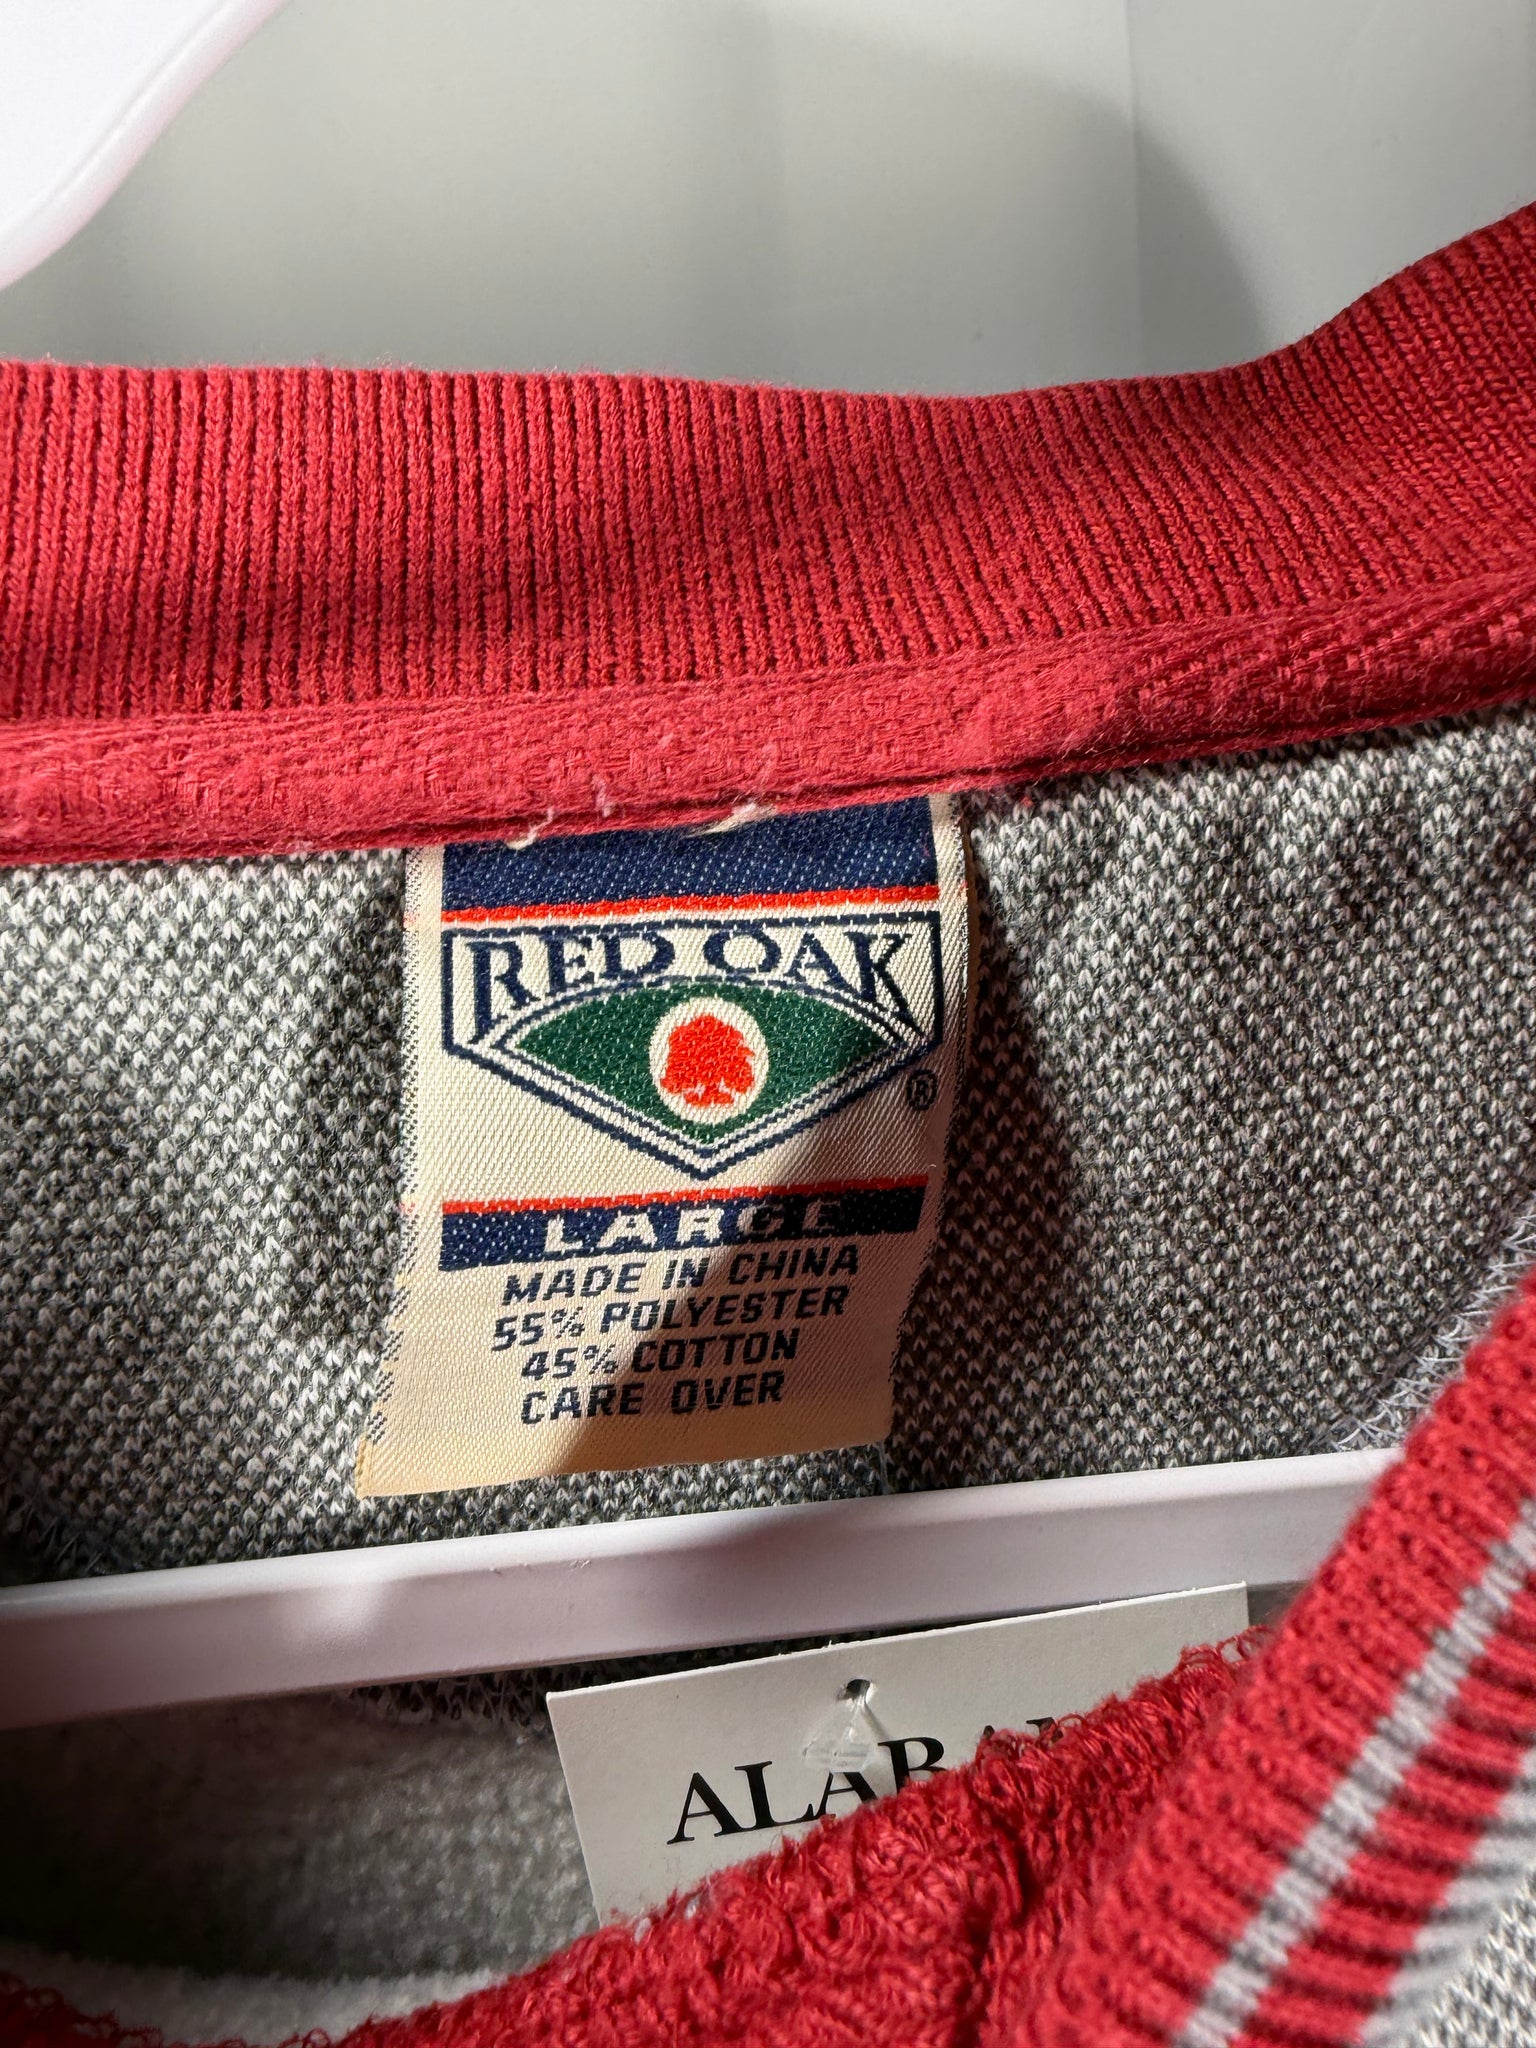 RED OAK
®
LARGE
MADE IN CHINA
55% POLYESTER
45% COTTON
CARE OVER